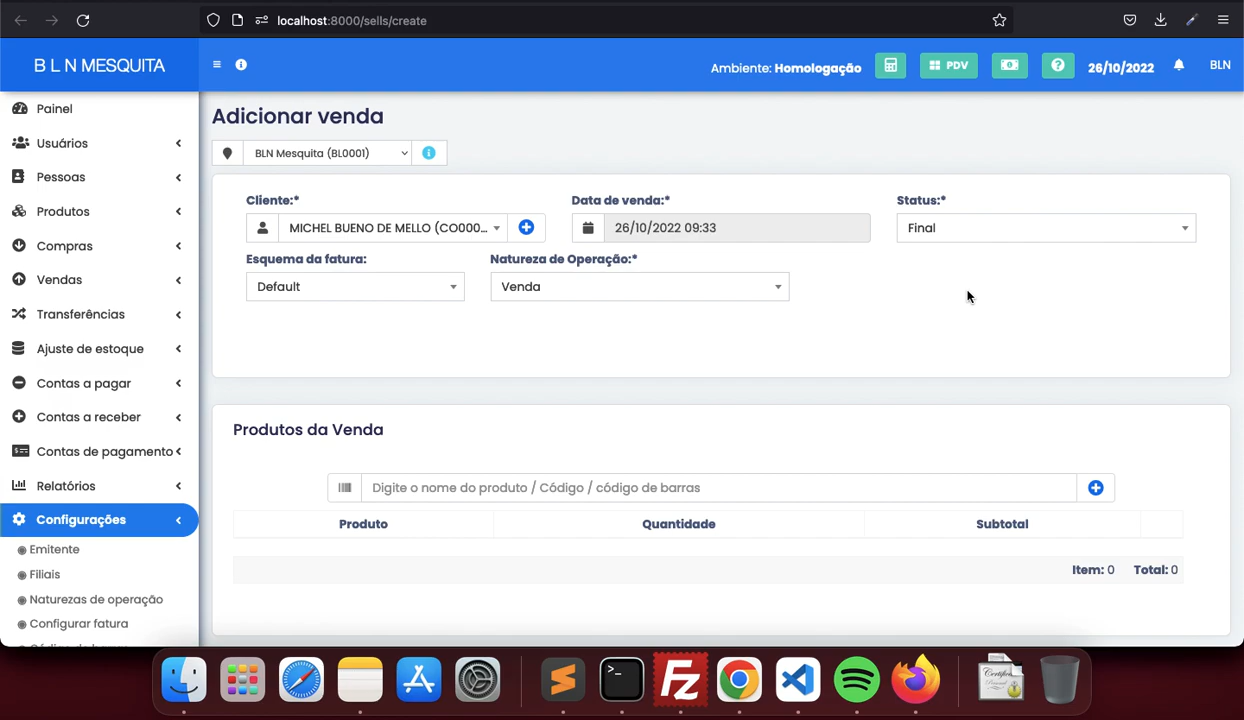 localhost:8000/sells/create
B L N MESQUITA
Ambiente: Homologação
PDV
26/10/2022
BLN
Painel
Usuários
Pessoas
Produtos
Compras
Vendas
Transferências
Ajuste de estoque
Contas a pagar
Contas a receber
Contas de pagamento
Relatórios
Configurações
Emitente
Filiais
Naturezas de operação
Configurar fatura
Adicionar venda
BLN Mesquita (BL0001)
Cliente:*
Data de venda:*
Status:*
MICHEL BUENO DE MELLO (CO000...
26/10/2022 09:33
Final
Esquema da fatura:
Natureza de Operação:*
Default
Venda
Produtos da Venda
Digite o nome do produto / Código / código de barras
Produto
Quantidade
Subtotal
Item: 0 Total: 0